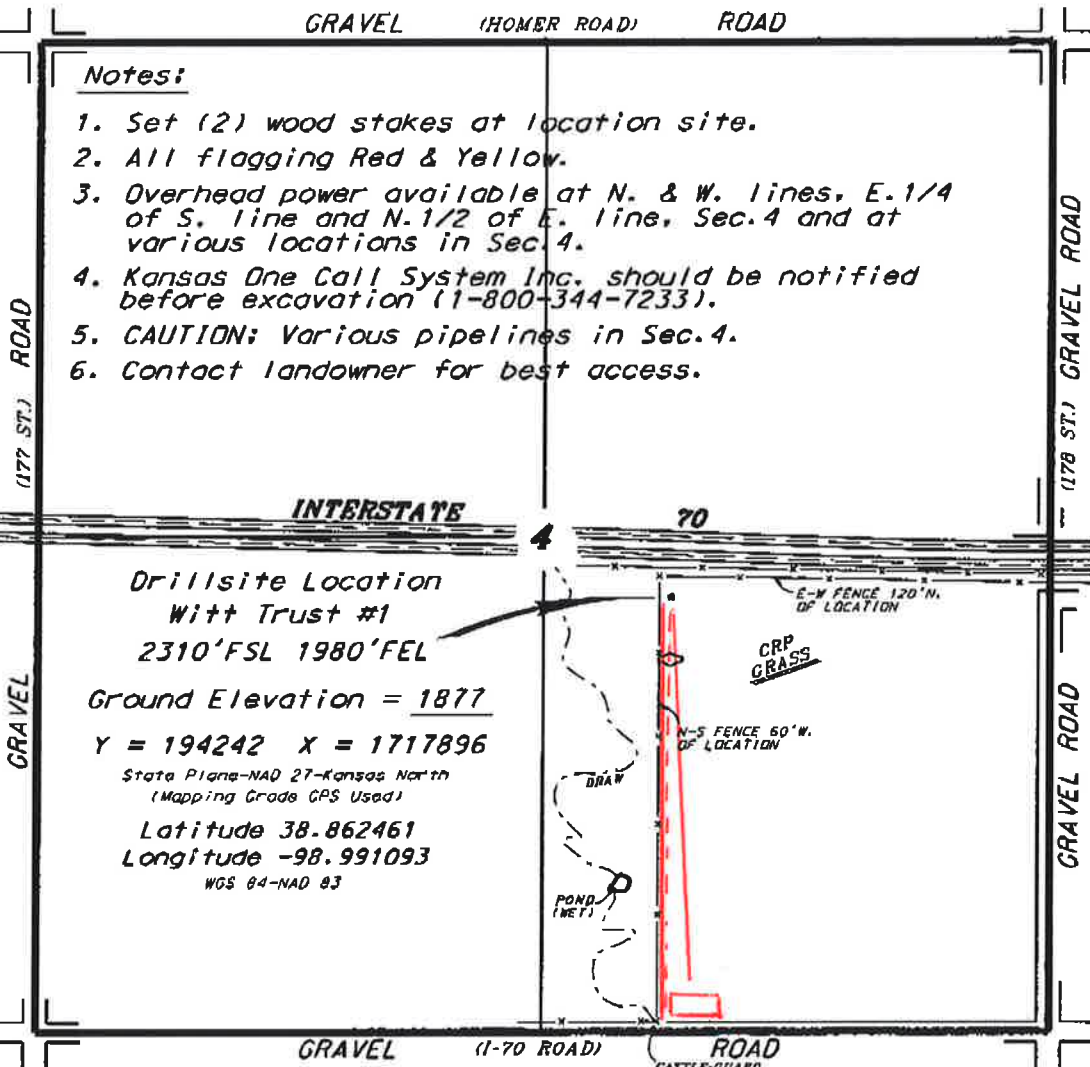 GRAVEL (HOMER ROAD) ROAD
Notes:
1. Set (2) wood stakes at location site.
2. All flagging Red & Yellow.
3. Overhead power available at N. & W. lines, E.1/4
of S. line and N.1/2 of E. line, Sec.4 and at
various locations in Sec.4.
4. Kansas One Call System Inc. should be notified
before excavation (1-800-344-7233).
5. CAUTION: Various pipelines in Sec.4.
6. Contact landowner for best access.
GRAVEL (177 ST.) ROAD
GRAVEL ROAD (178 ST.) GRAVEL ROAD
INTERSTATE 70
4
Drillsite Location
Witt Trust #1
2310'FSL 1980'FEL
Ground Elevation = 1877
Y = 194242 X = 1717896
State Plane-NAD 27-Kansas North
(Mapping Grade GPS Used)
Latitude 38.862461
Longitude -98.991093
WGS 84-NAD 83
E-W FENCE 120'N.
OF LOCATION
CRP
GRASS
N-S FENCE 60'W.
OF LOCATION
DRAW
POND
(WET)
GRAVEL (I-70 ROAD) ROAD
CATTLE-GUARD